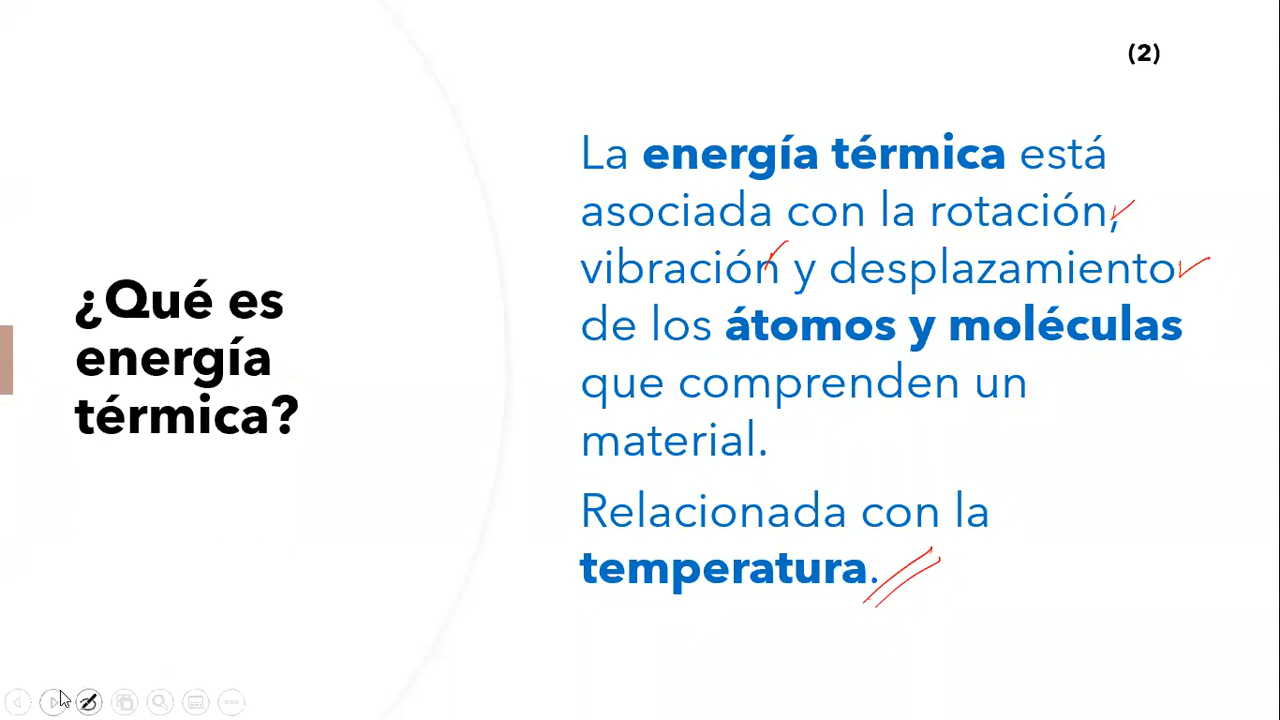 (2)
¿Qué es
energía
térmica?
La energía térmica está
asociada con la rotación,
vibración y desplazamiento
de los átomos y moléculas
que comprenden un
material.
Relacionada con la
temperatura.